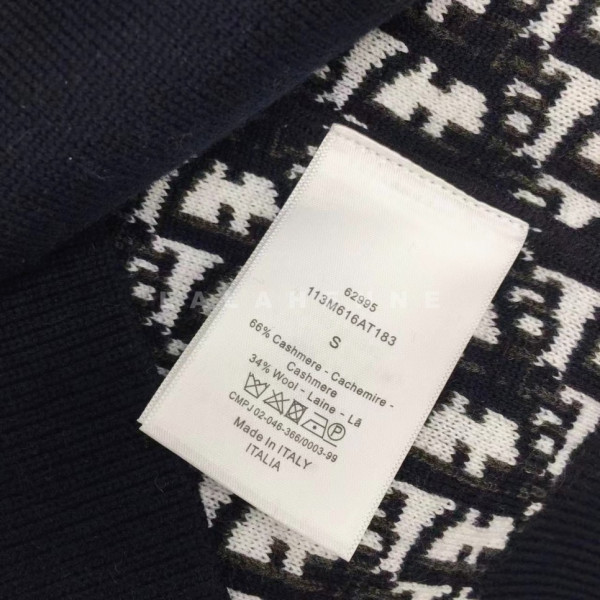 62995
113M616AT183
S
66% Cashmere - Cachemire -
Cashmere
34% Wool - Laine - Lã
CMPJ 02-046-366/0003-99
Made in ITALY
ITALIA